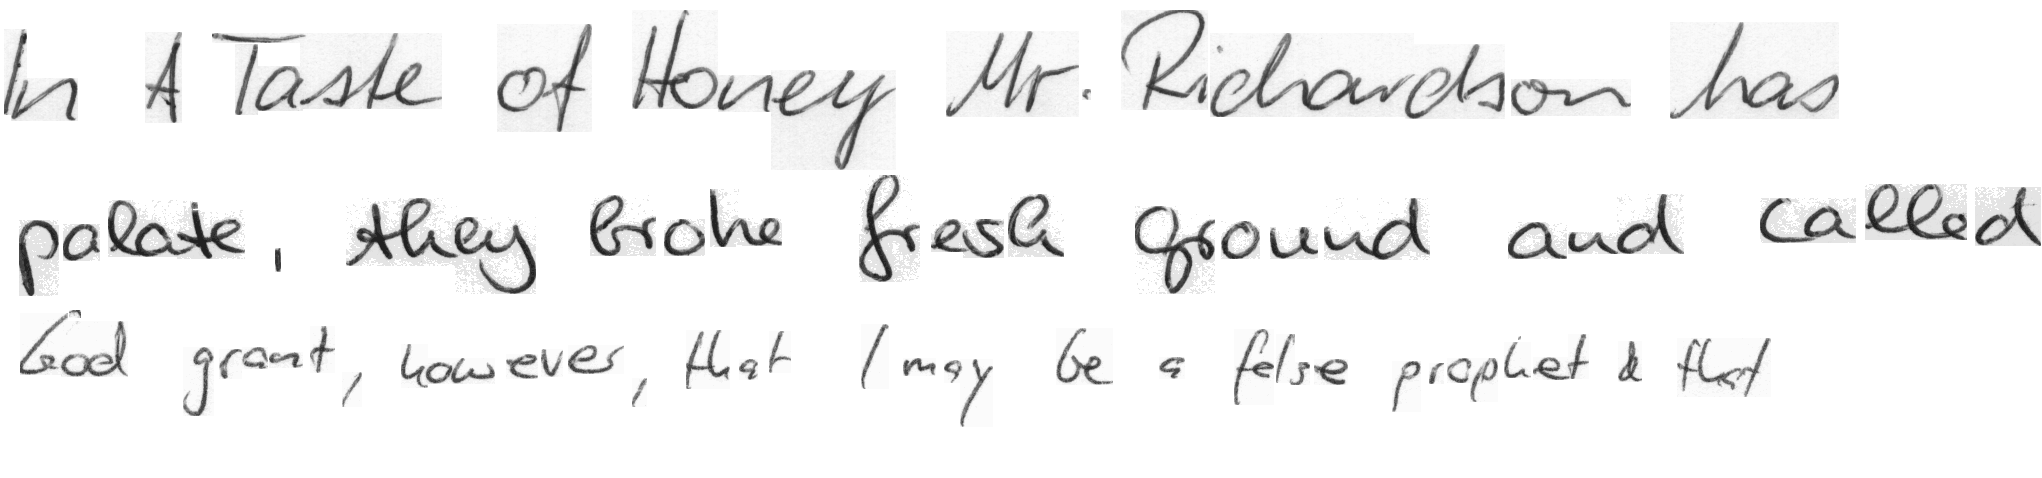 In A Taste of Honey Mr. Richardson has
palate, they broke fresh ground and called
God grant, however, that I may be a false prophet & that